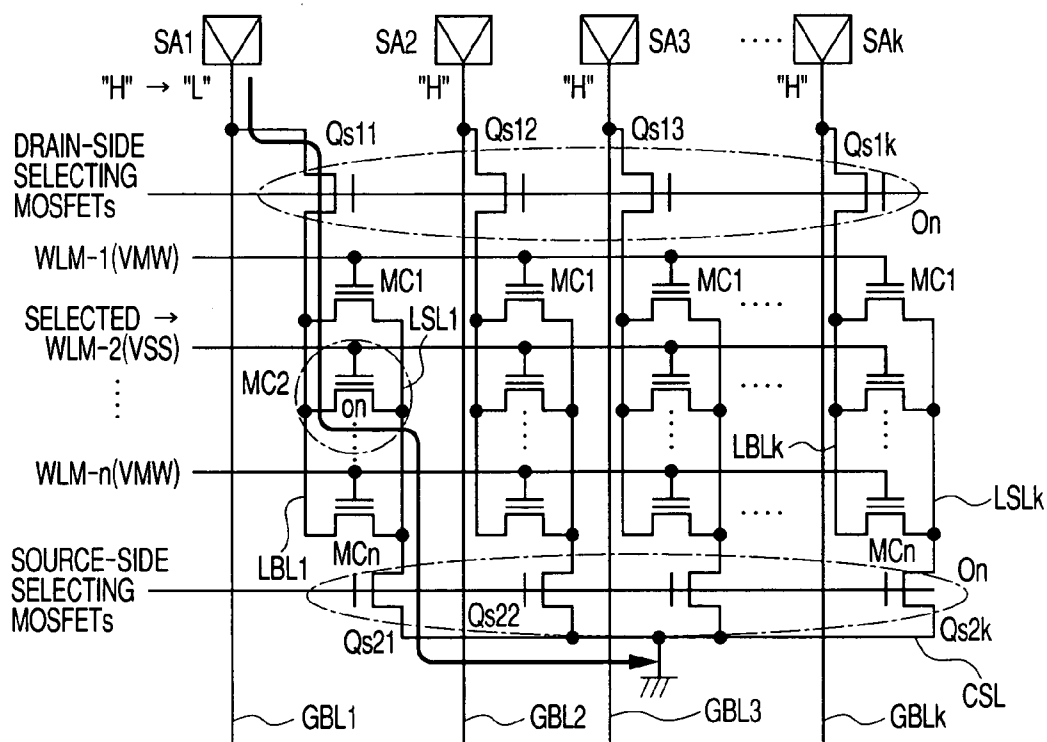 SA1 SA2 SA3 ···· SAk
"H" → "L" "H" "H" "H"
Qs11 Qs12 Qs13 Qs1k
DRAIN-SIDE
SELECTING
MOSFETs
On
WLM-1(VMW)
MC1 MC1 MC1 MC1
SELECTED →
LSL1
WLM-2(VSS)
MC2
on
LBLk
WLM-n(VMW)
LSLk
LBL1
MCn MCn
SOURCE-SIDE
SELECTING
MOSFETs
On
Qs21 Qs22 Qs2k
CSL
GBL1 GBL2 GBL3 GBLk